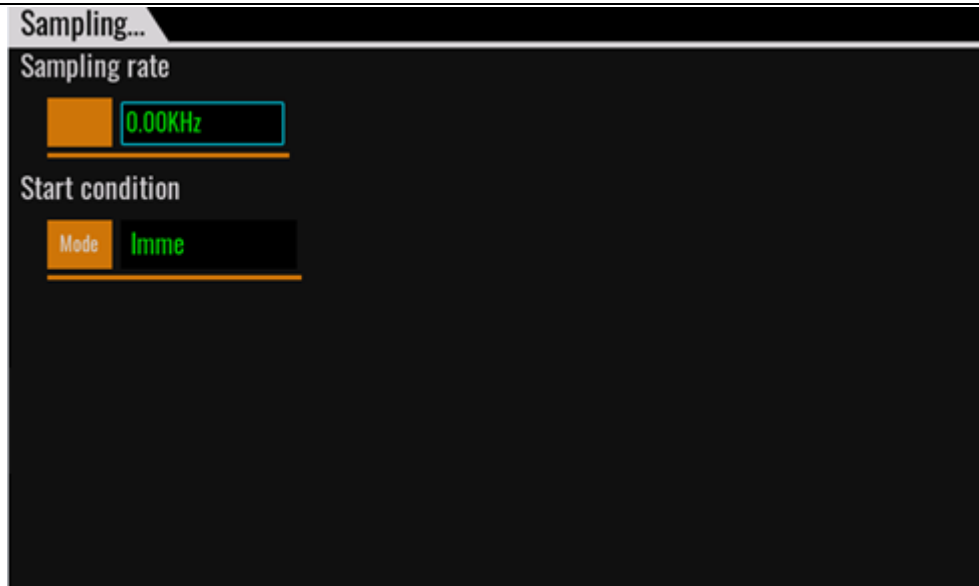 Sampling...
Sampling rate
0.00KHz
Start condition
Mode Imme